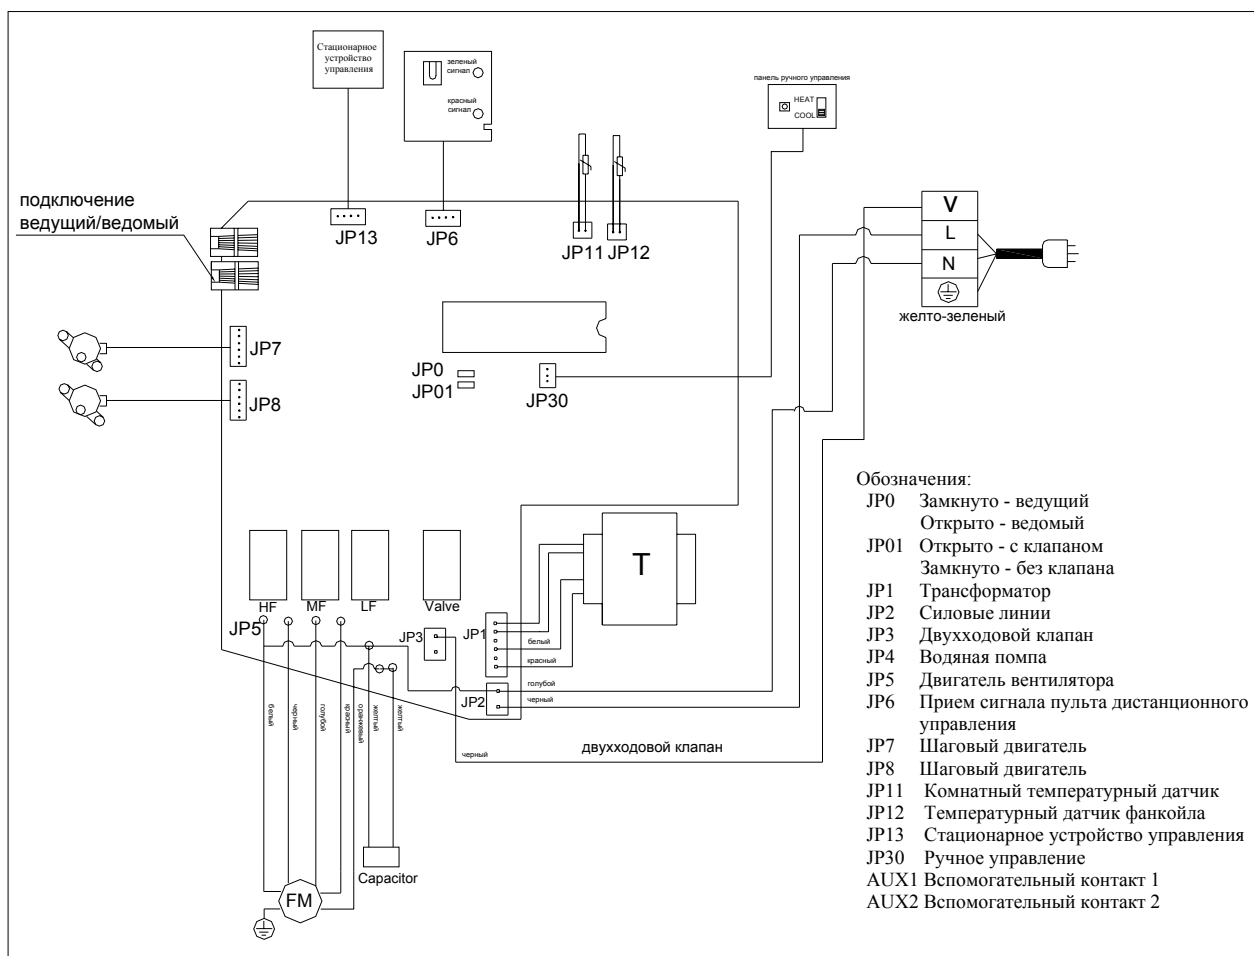 Стационарное
устройство
управления
зеленый
сигнал
красный
сигнал
панель ручного управления
HEAT
COOL
подключение
ведущий/ведомый
JP13
JP6
JP11
JP12
V
L
N
желто-зеленый
JP7
JP8
JP0
JP01
JP30
T
HF
MF
LF
Valve
JP5
JP3
JP1
белый
красный
JP2
голубой
черный
черный
двухходовой клапан
белый
черный
голубой
красный
оранжевый
желтый
желтый
Capacitor
FM
Обозначения:
JP0 Замкнуто - ведущий
Открыто - ведомый
JP01 Открыто - с клапаном
Замкнуто - без клапана
JP1 Трансформатор
JP2 Силовые линии
JP3 Двухходовой клапан
JP4 Водяная помпа
JP5 Двигатель вентилятора
JP6 Прием сигнала пульта дистанционного
управления
JP7 Шаговый двигатель
JP8 Шаговый двигатель
JP11 Комнатный температурный датчик
JP12 Температурный датчик фанкойла
JP13 Стационарное устройство управления
JP30 Ручное управление
AUX1 Вспомогательный контакт 1
AUX2 Вспомогательный контакт 2